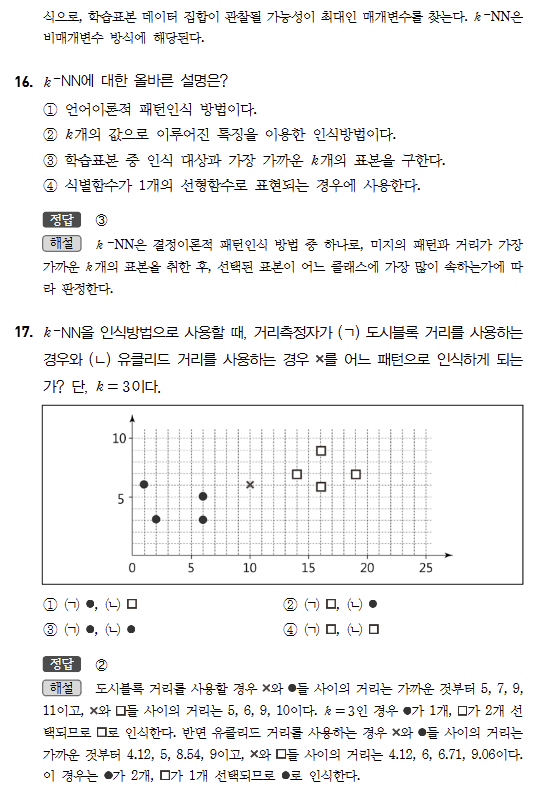 식으로, 학습표본 데이터 집합이 관찰될 가능성이 최대인 매개변수를 찾는다. k-NN은
비매개변수 방식에 해당된다.
16. k-NN에 대한 올바른 설명은?
① 언어이론적 패턴인식 방법이다.
② k개의 값으로 이루어진 특징을 이용한 인식방법이다.
③ 학습표본 중 인식 대상과 가장 가까운 k개의 표본을 구한다.
④ 식별함수가 1개의 선형함수로 표현되는 경우에 사용한다.
정답 ③
해설 k-NN은 결정이론적 패턴인식 방법 중 하나로, 미지의 패턴과 거리가 가장
가까운 k개의 표본을 취한 후, 선택된 표본이 어느 클래스에 가장 많이 속하는가에 따
라 판정한다.
17. k-NN을 인식방법으로 사용할 때, 거리측정자가 (ㄱ) 도시블록 거리를 사용하는
경우와 (ㄴ) 유클리드 거리를 사용하는 경우 ×를 어느 패턴으로 인식하게 되는
가? 단, k=3이다.
10
5
0 5 10 15 20 25
① (ㄱ) ●, (ㄴ) □ ② (ㄱ) □, (ㄴ) ●
③ (ㄱ) ●, (ㄴ) ● ④ (ㄱ) □, (ㄴ) □
정답 ②
해설 도시블록 거리를 사용할 경우 ×와 ●들 사이의 거리는 가까운 것부터 5, 7, 9,
11이고, ×와 □들 사이의 거리는 5, 6, 9, 10이다. k=3인 경우 ●가 1개, □가 2개 선
택되므로 □로 인식한다. 반면 유클리드 거리를 사용하는 경우 ×와 ●들 사이의 거리는
가까운 것부터 4.12, 5, 8.54, 9이고, ×와 □들 사이의 거리는 4.12, 6, 6.71, 9.06이다.
이 경우는 ●가 2개, □가 1개 선택되므로 ●로 인식한다.